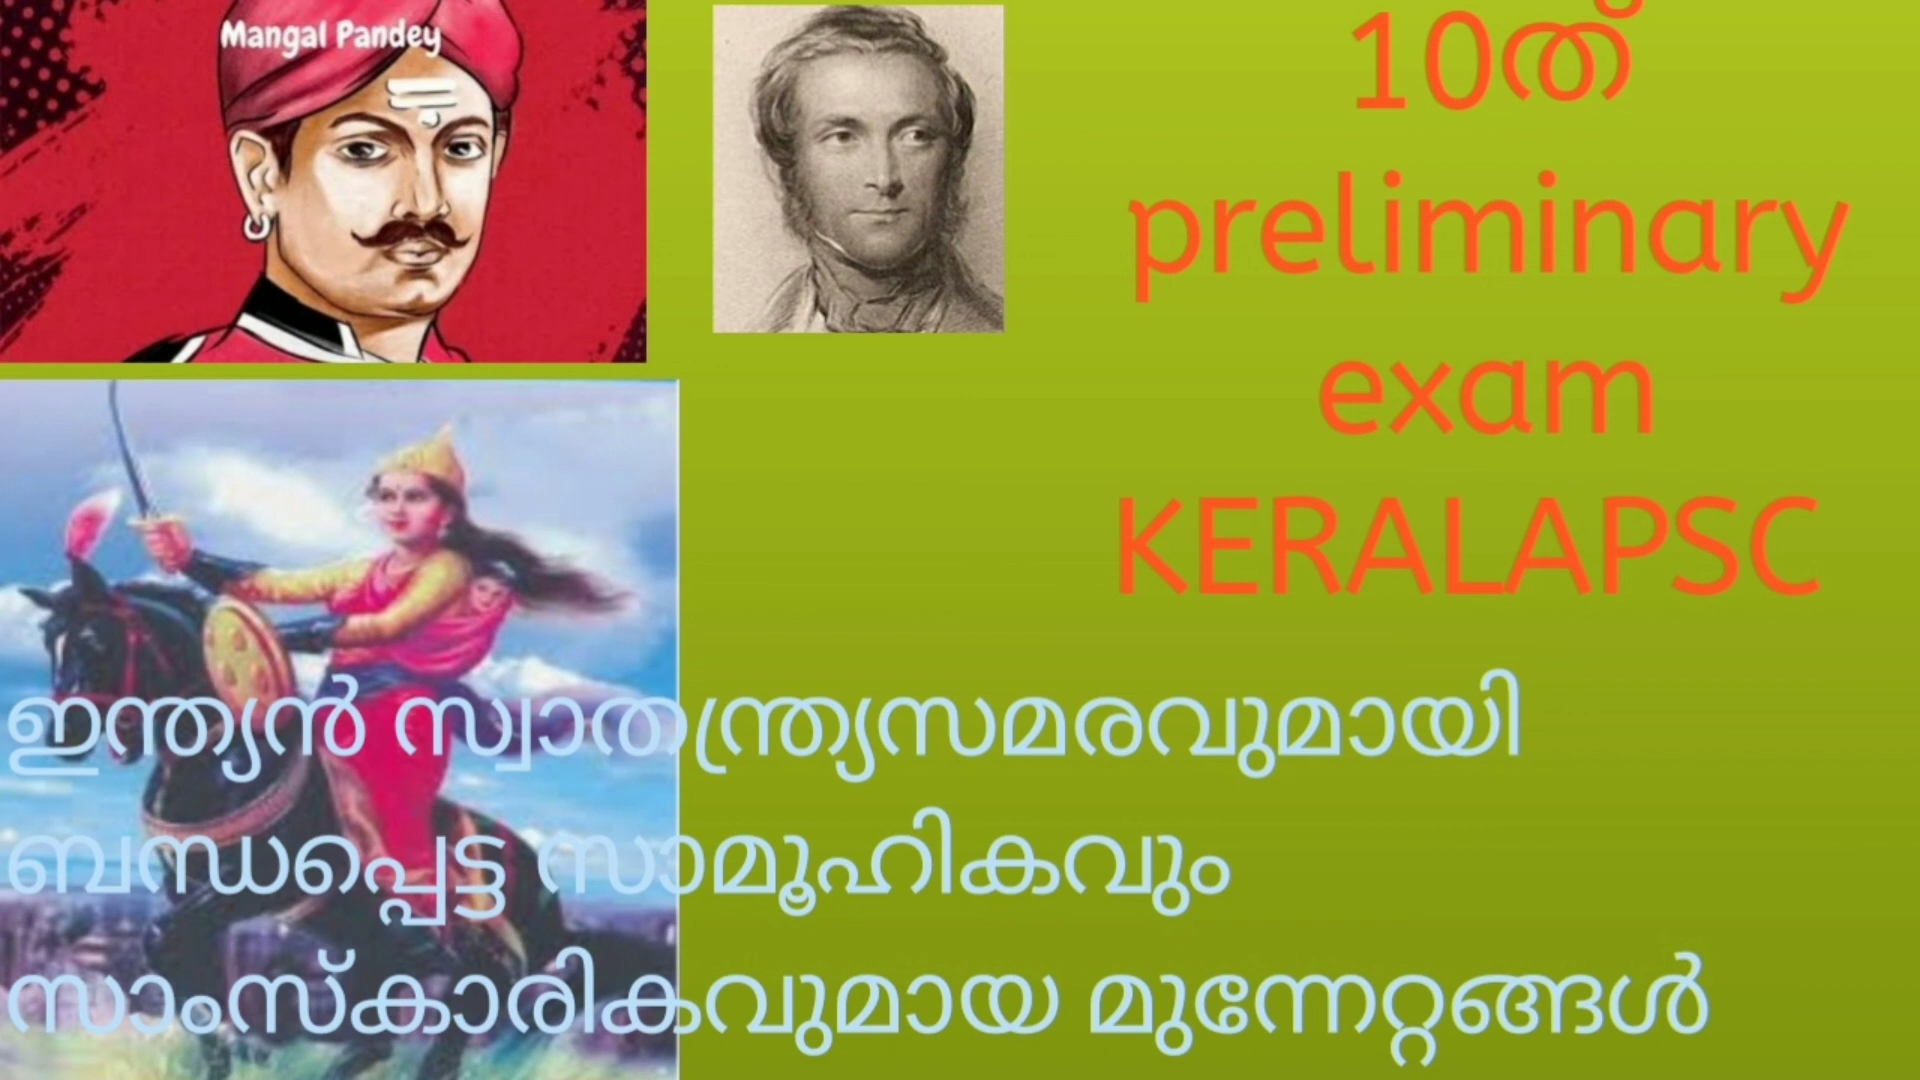 Mangal Pandey
10ത്
preliminary
exam
KERALAPSC
ഇന്ത്യൻ സ്വാതന്ത്ര്യസമരവുമായി
ബന്ധപ്പെട്ട സാമൂഹികവും
സാംസ്കാരികവുമായ മുന്നേറ്റങ്ങൾ